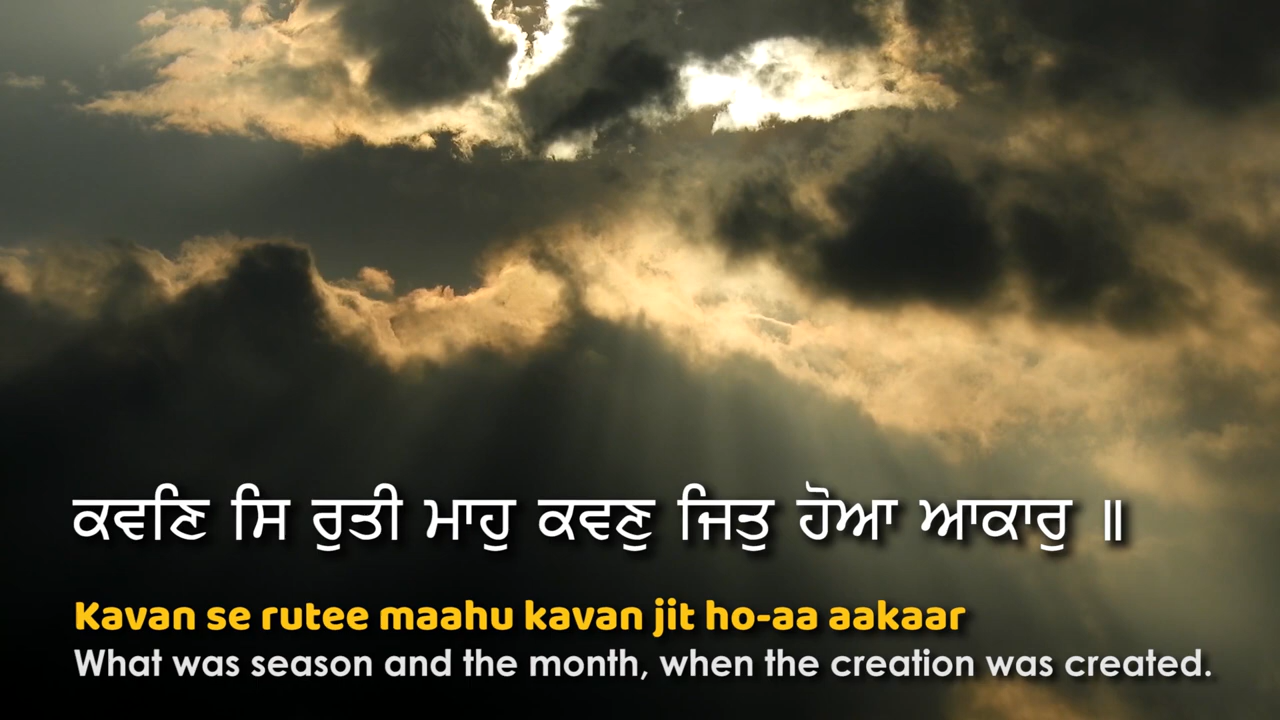 ਕਵਣਿ ਸਿ ਰੁਤੀ ਮਾਹੁ ਕਵਣੁ ਜਿਤੁ ਹੋਆ ਆਕਾਰੁ ॥
Kavan se rutee maahu kavan jit ho-aa aakaar
What was season and the month, when the creation was created.